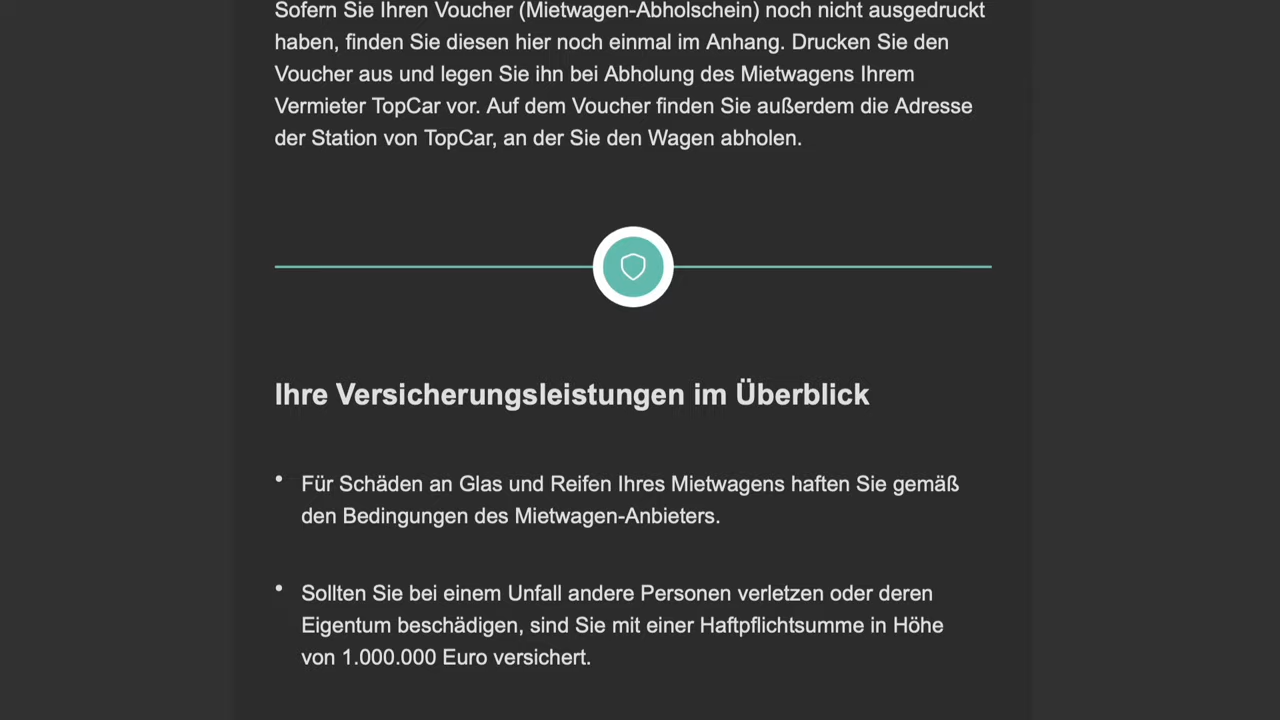 Sofern Sie Ihren Voucher (Mietwagen-Abholschein) noch nicht ausgedruckt
haben, finden Sie diesen hier noch einmal im Anhang. Drucken Sie den
Voucher aus und legen Sie ihn bei Abholung des Mietwagens Ihrem
Vermieter TopCar vor. Auf dem Voucher finden Sie außerdem die Adresse
der Station von TopCar, an der Sie den Wagen abholen.
Ihre Versicherungsleistungen im Überblick
• Für Schäden an Glas und Reifen Ihres Mietwagens haften Sie gemäß
den Bedingungen des Mietwagen-Anbieters.
• Sollten Sie bei einem Unfall andere Personen verletzen oder deren
Eigentum beschädigen, sind Sie mit einer Haftpflichtsumme in Höhe
von 1.000.000 Euro versichert.